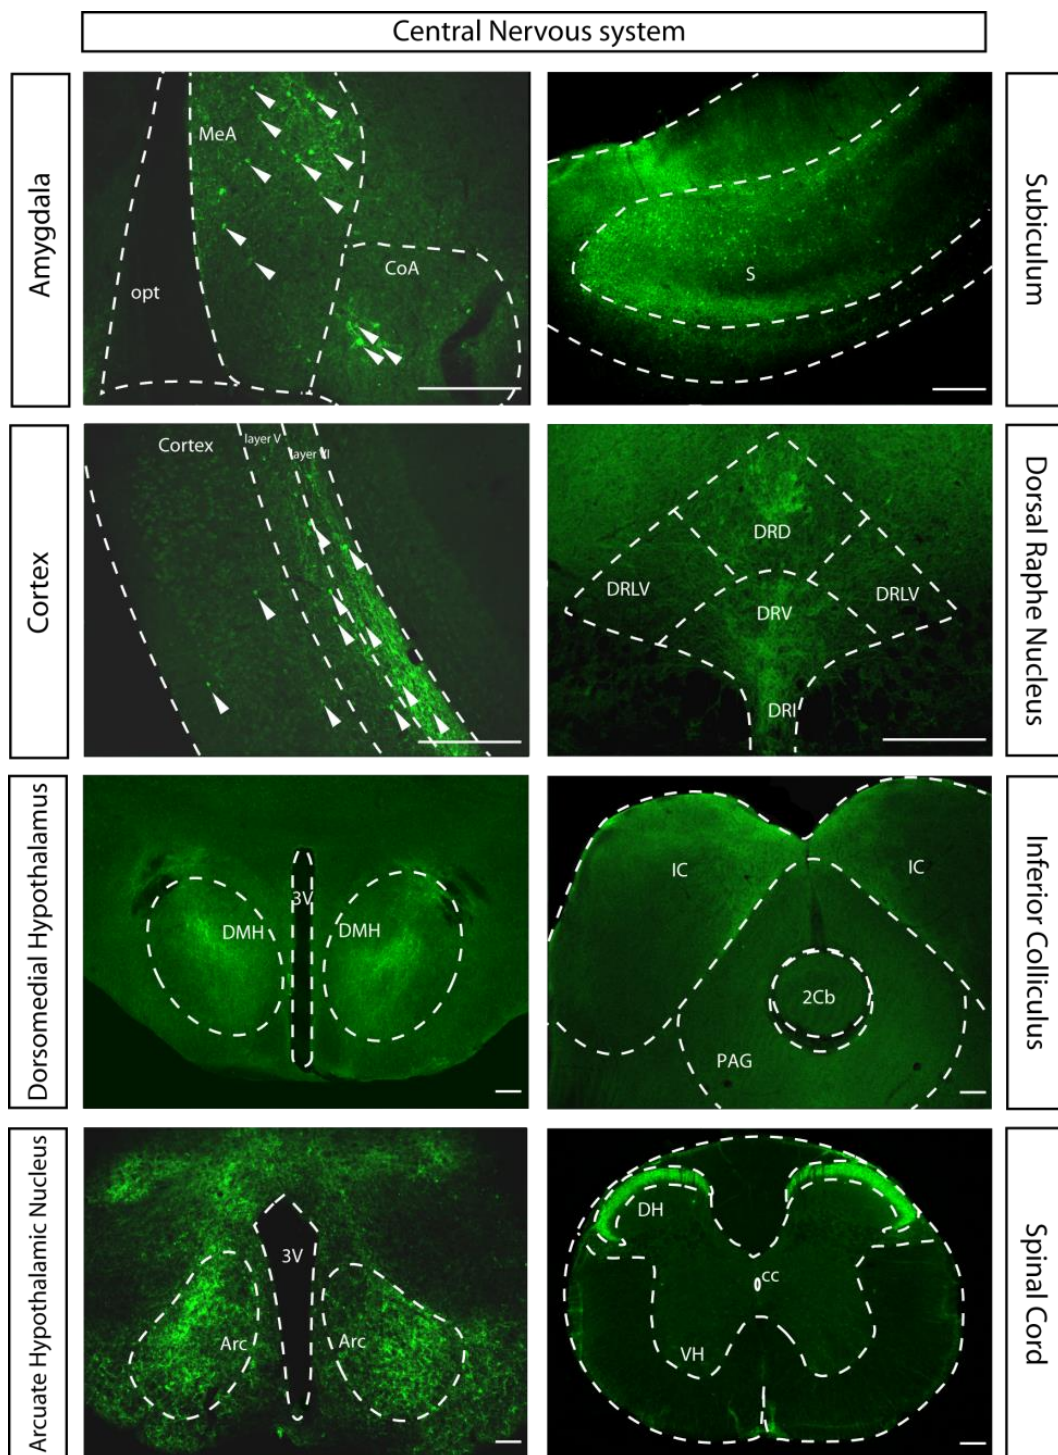 Central Nervous system
Amygdala
MeA
opt
CoA
S
Subiculum
Cortex
Cortex
layer V
layer VI
DRD
DRLV
DRV
DRLV
DRI
Dorsal Raphe Nucleus
Dorsomedial Hypothalamus
3V
DMH
DMH
IC
IC
2Cb
PAG
Inferior Colliculus
Arcuate Hypothalamic Nucleus
3V
Arc
Arc
DH
cc
VH
Spinal Cord